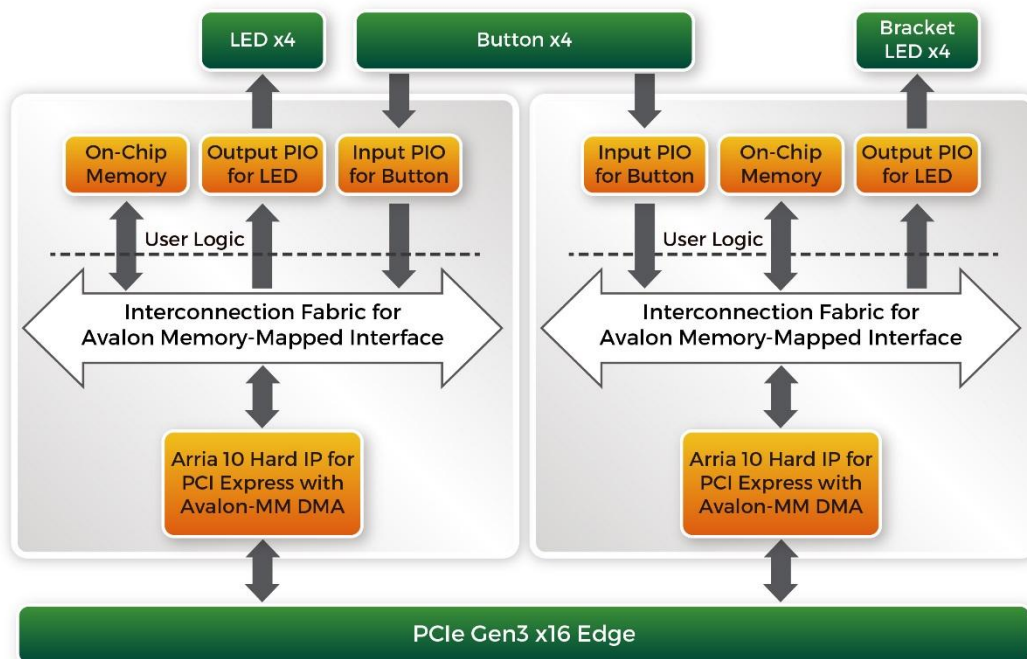 LED x4
Button x4
Bracket
LED x4
On-Chip
Memory
Output PIO
for LED
Input PIO
for Button
Input PIO
for Button
On-Chip
Memory
Output PIO
for LED
User Logic
User Logic
Interconnection Fabric for
Avalon Memory-Mapped Interface
Interconnection Fabric for
Avalon Memory-Mapped Interface
Arria 10 Hard IP for
PCI Express with
Avalon-MM DMA
Arria 10 Hard IP for
PCI Express with
Avalon-MM DMA
PCIe Gen3 x16 Edge